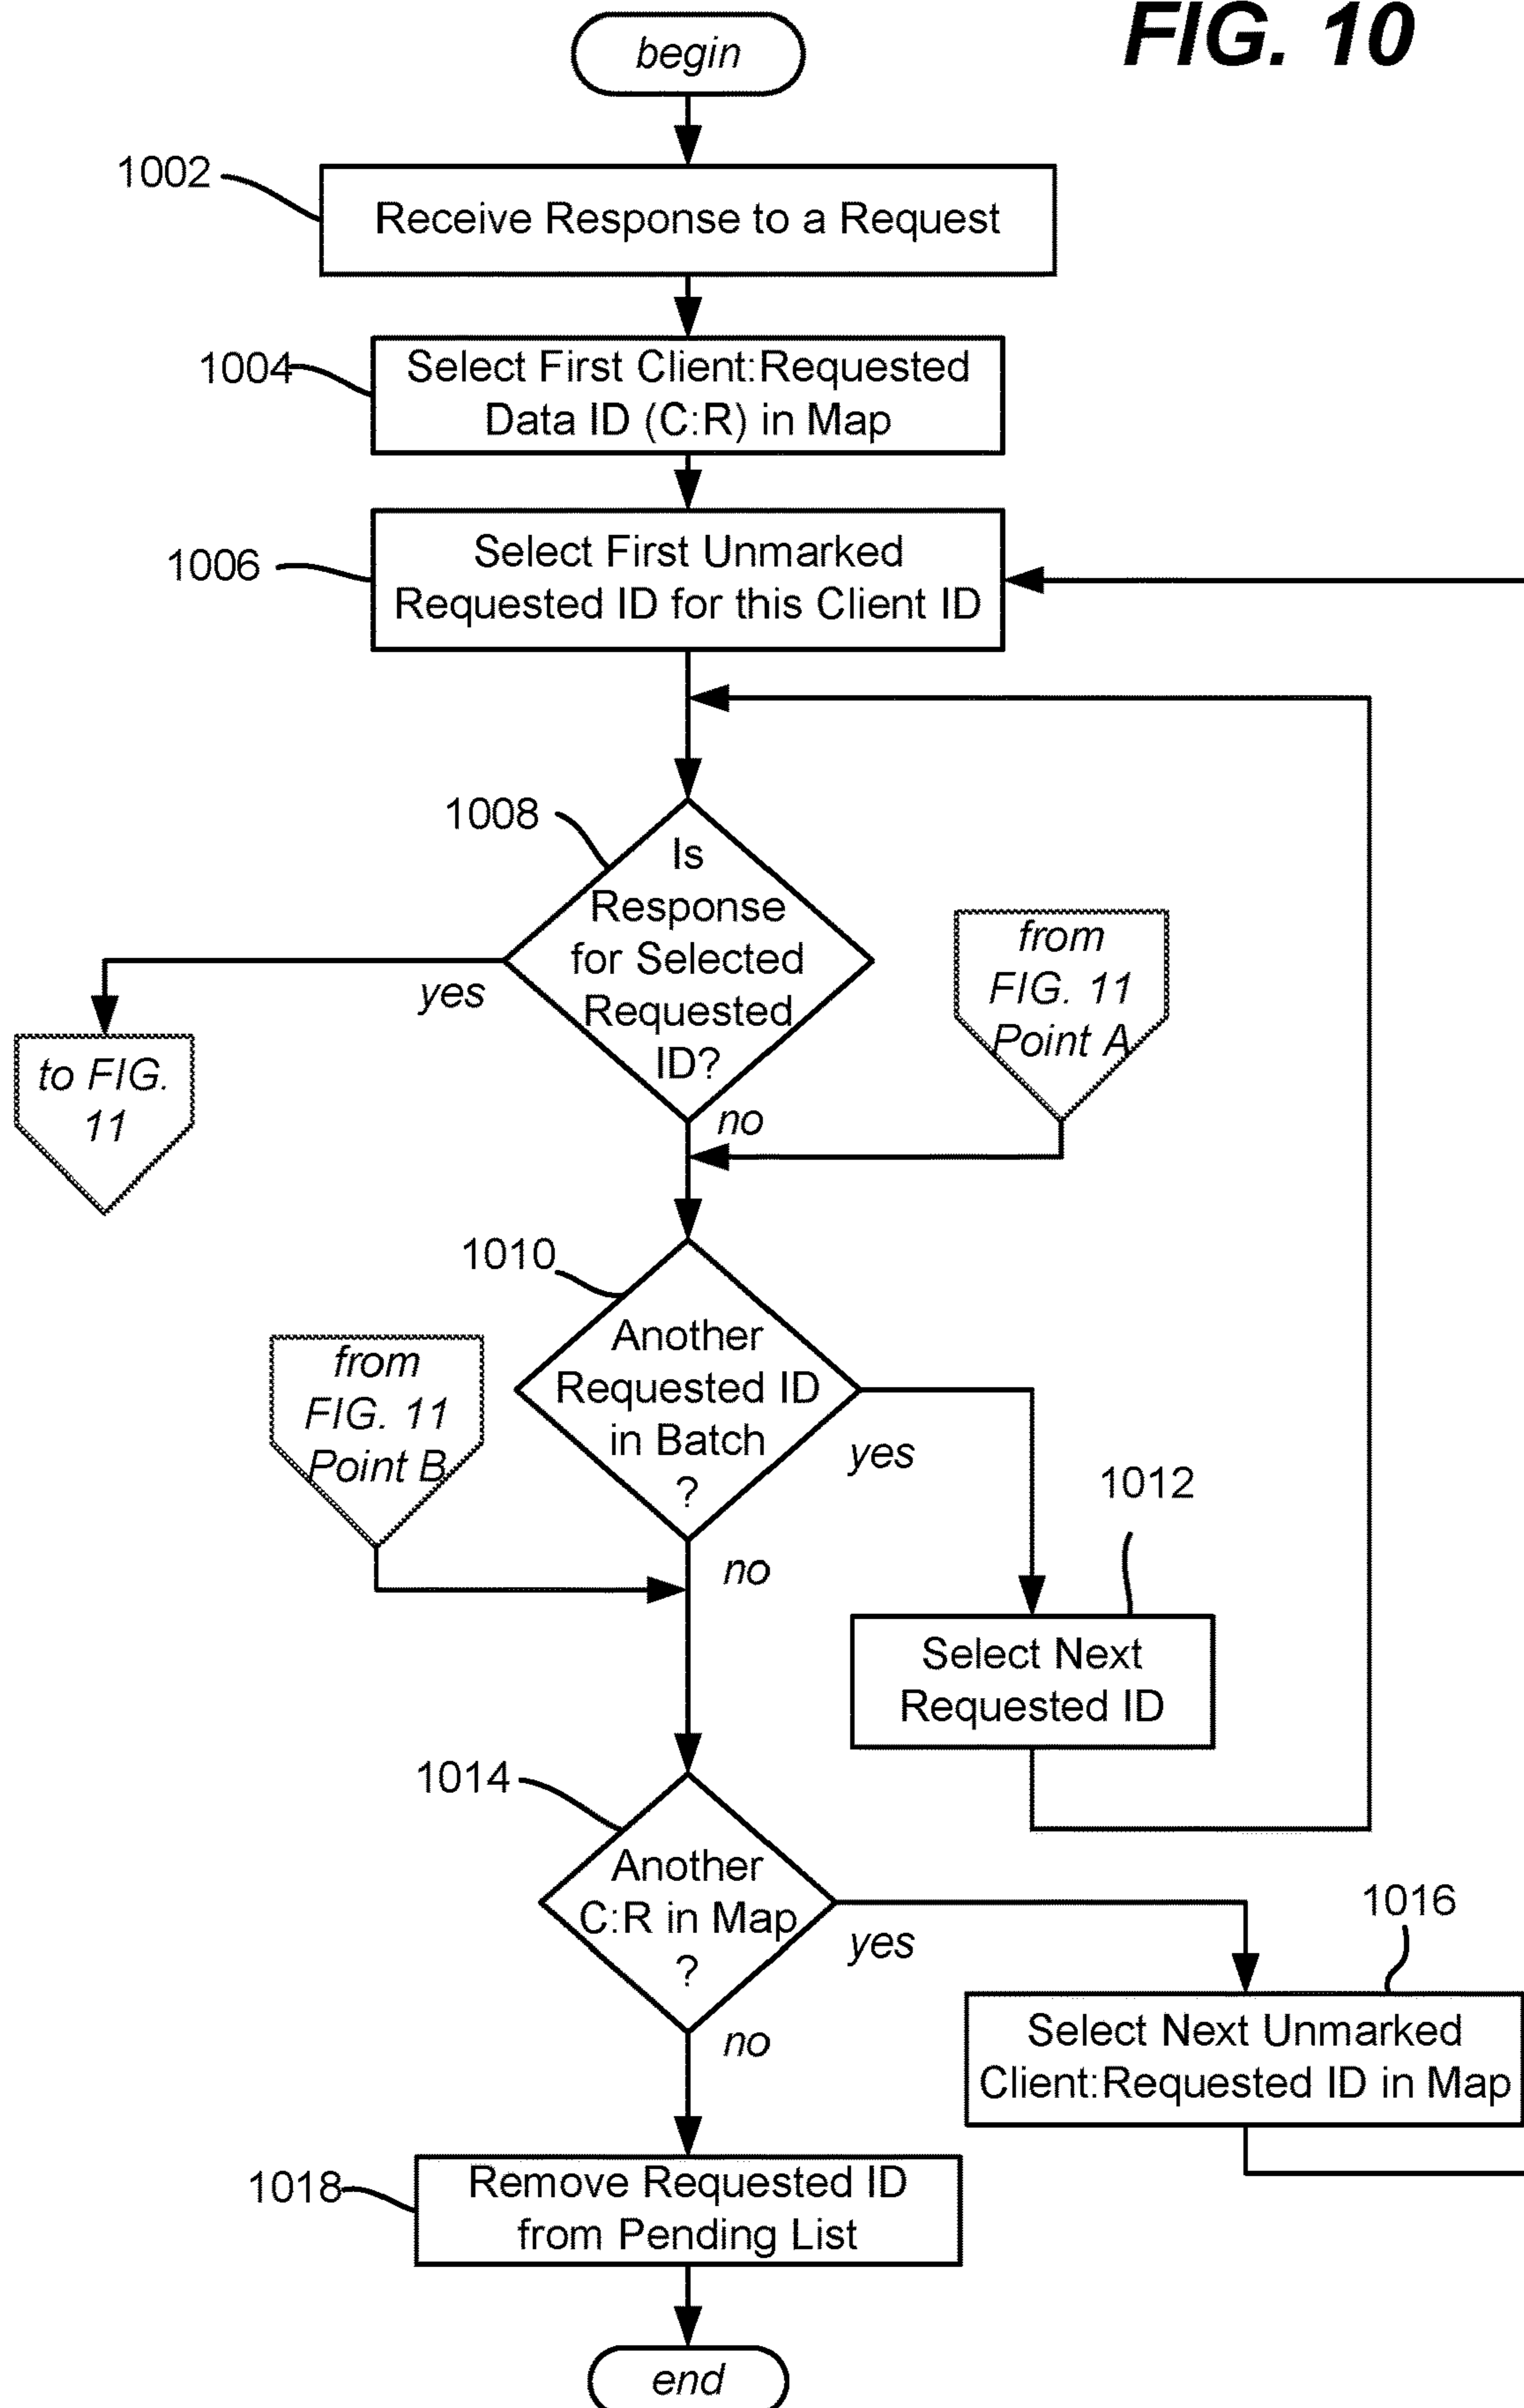 FIG. 10
begin
1002
Receive Response to a Request
1004
Select First Client:Requested
Data ID (C:R) in Map
1006
Select First Unmarked
Requested ID for this Client ID
1008
Is
Response
for Selected
Requested
ID?
yes
no
to FIG.
11
from
FIG. 11
Point A
1010
Another
Requested ID
in Batch
?
yes
no
from
FIG. 11
Point B
1012
Select Next
Requested ID
1014
Another
C:R in Map
?
yes
no
1016
Select Next Unmarked
Client:Requested ID in Map
1018
Remove Requested ID
from Pending List
end